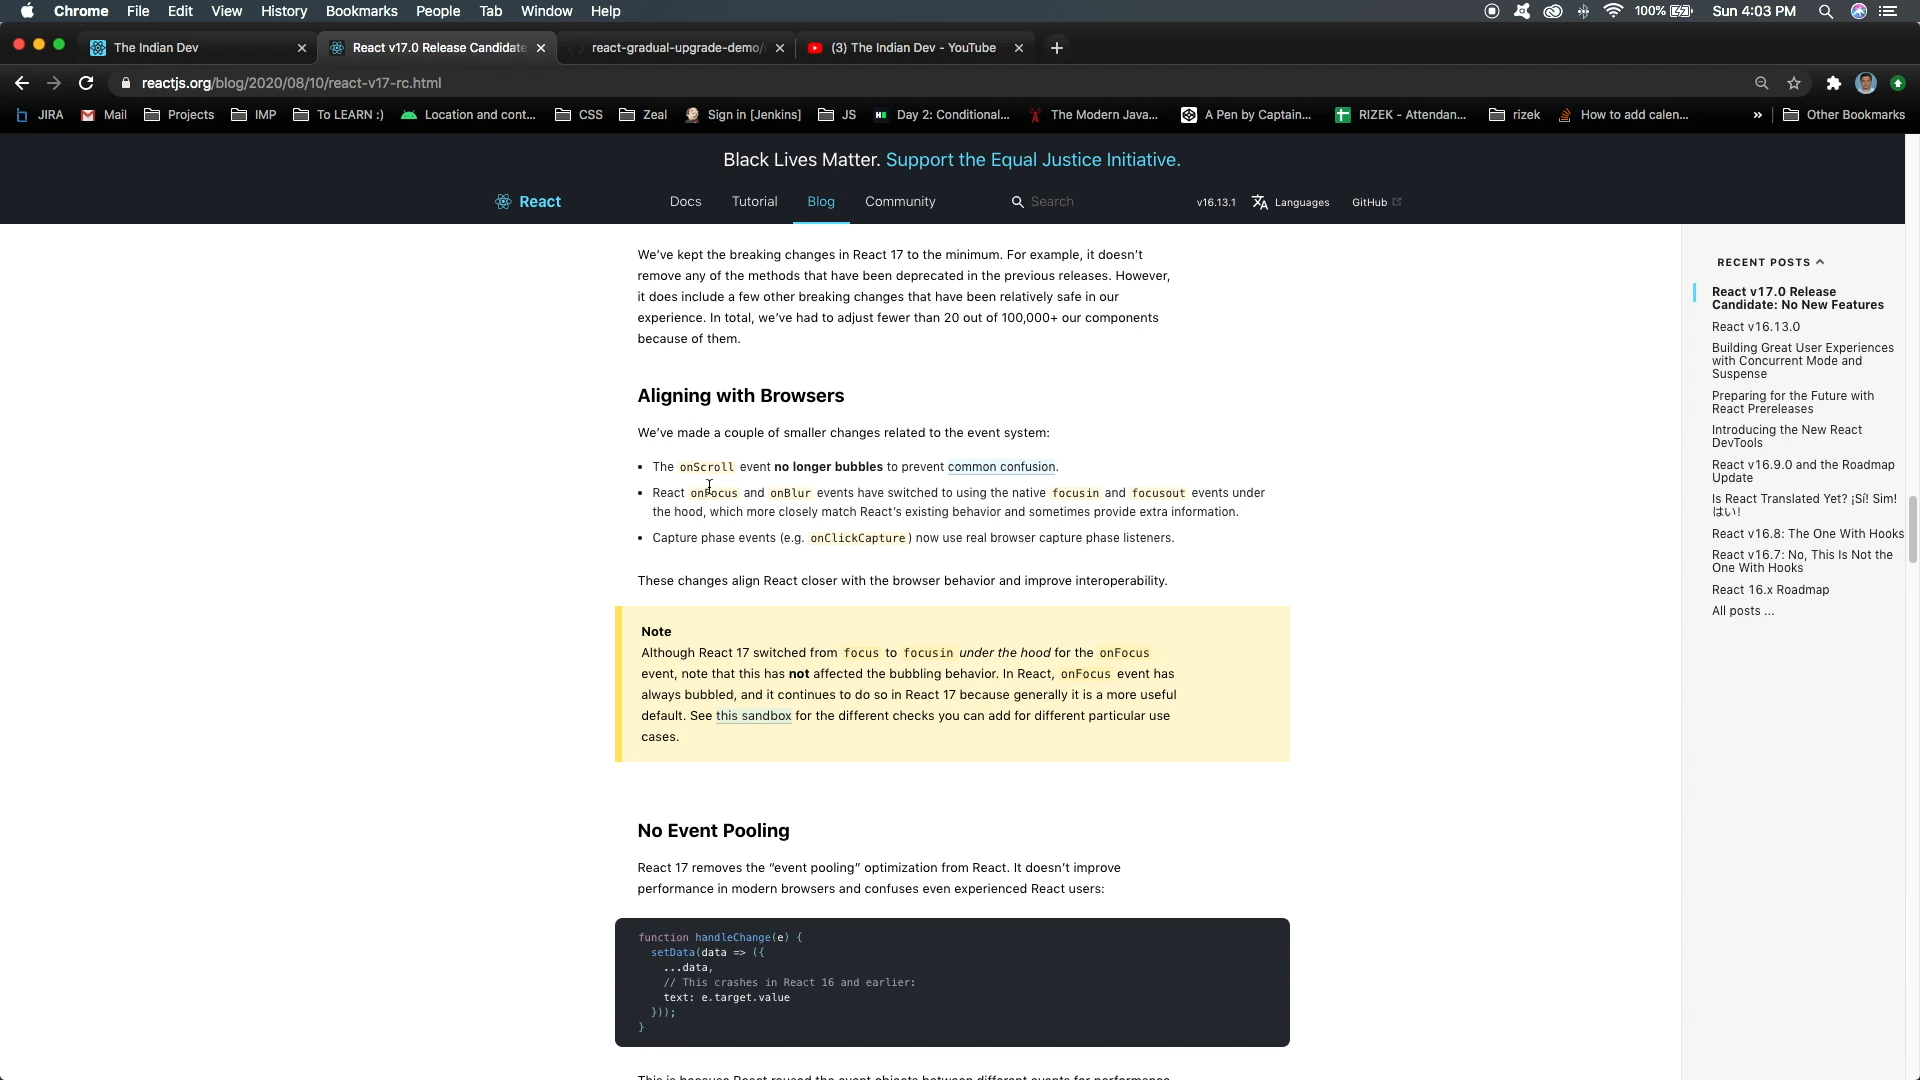 Chrome File Edit View History Bookmarks People Tab Window Help 100% Sun 4:03 PM
The Indian Dev
React v17.0 Release Candidate
react-gradual-upgrade-demo/
(3) The Indian Dev - YouTube
reactjs.org/blog/2020/08/10/react-v17-rc.html
JIRA Mail Projects IMP To LEARN :) Location and cont... CSS Zeal Sign in [Jenkins] JS Day 2: Conditional... The Modern Java... A Pen by Captain... RIZEK - Attendan... rizek How to add calen... » Other Bookmarks
Black Lives Matter. Support the Equal Justice Initiative.
React Docs Tutorial Blog Community Search v16.13.1 Languages GitHub
We've kept the breaking changes in React 17 to the minimum. For example, it doesn't
remove any of the methods that have been deprecated in the previous releases. However,
it does include a few other breaking changes that have been relatively safe in our
experience. In total, we've had to adjust fewer than 20 out of 100,000+ our components
because of them.
Aligning with Browsers
We've made a couple of smaller changes related to the event system:
• The onScroll event no longer bubbles to prevent common confusion.
• React onFocus and onBlur events have switched to using the native focusin and focusout events under
the hood, which more closely match React's existing behavior and sometimes provide extra information.
• Capture phase events (e.g. onClickCapture) now use real browser capture phase listeners.
These changes align React closer with the browser behavior and improve interoperability.
Note
Although React 17 switched from focus to focusin under the hood for the onFocus
event, note that this has not affected the bubbling behavior. In React, onFocus event has
always bubbled, and it continues to do so in React 17 because generally it is a more useful
default. See this sandbox for the different checks you can add for different particular use
cases.
No Event Pooling
React 17 removes the “event pooling” optimization from React. It doesn't improve
performance in modern browsers and confuses even experienced React users:
function handleChange(e) {
setData(data => ({
...data,
// This crashes in React 16 and earlier:
text: e.target.value
}));
}
This is because React reused the event objects between different events for performance
RECENT POSTS
React v17.0 Release
Candidate: No New Features
React v16.13.0
Building Great User Experiences
with Concurrent Mode and
Suspense
Preparing for the Future with
React Prereleases
Introducing the New React
DevTools
React v16.9.0 and the Roadmap
Update
Is React Translated Yet? ¡Sí! Sim!
はい!
React v16.8: The One With Hooks
React v16.7: No, This Is Not the
One With Hooks
React 16.x Roadmap
All posts ...